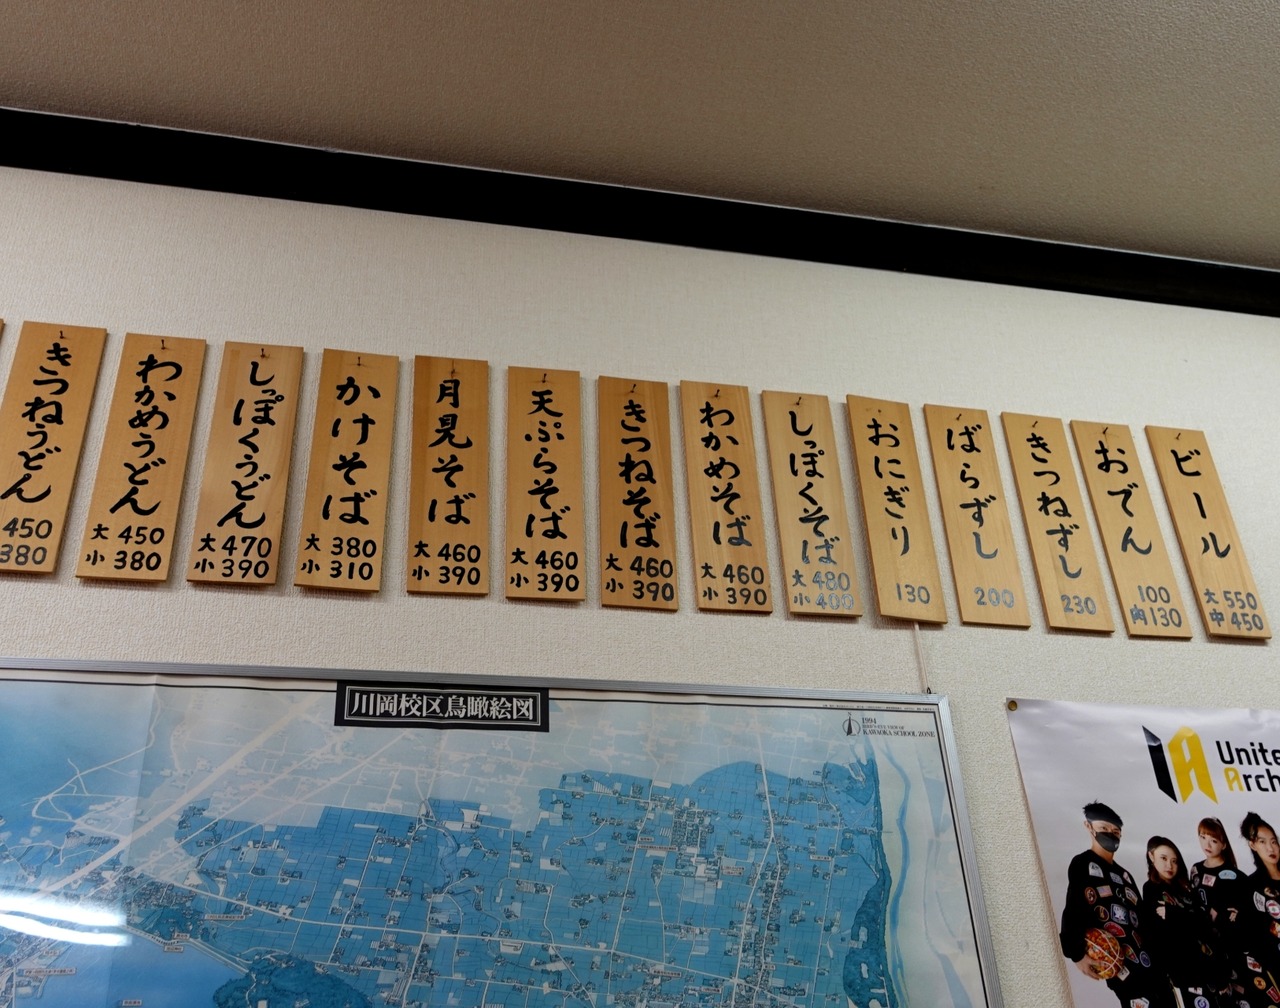 きつねうどん
450
380
わかめうどん
大 450
小 380
しっぽくうどん
大 470
小 390
かけそば
大 380
小 310
月見そば
大 460
小 390
天ぷらそば
大 460
小 390
きつねそば
大 460
小 390
わかめそば
大 460
小 390
しっぽくそば
大 480
小 400
おにぎり
130
ばらずし
200
きつねずし
230
おでん
100
肉 130
ビール
大 550
中 450
川岡校区鳥瞰絵図
1994
BIRD'S-EYE VIEW OF
KAWAOKA SCHOOL ZONE
IA
Unite
Arch